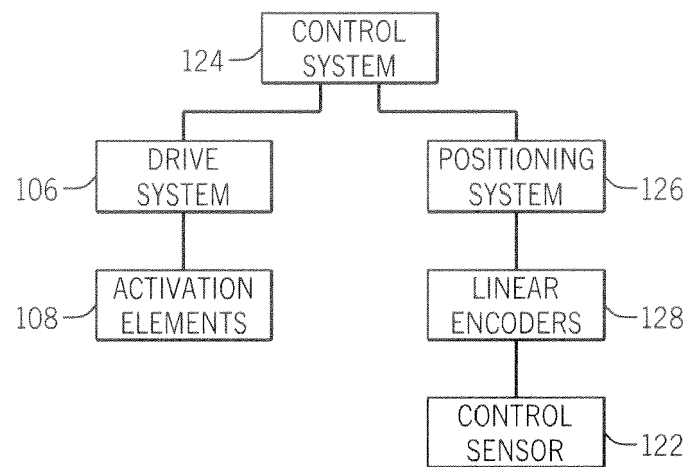 CONTROL
SYSTEM
124
DRIVE
SYSTEM
106
POSITIONING
SYSTEM
126
ACTIVATION
ELEMENTS
108
LINEAR
ENCODERS
128
CONTROL
SENSOR
122